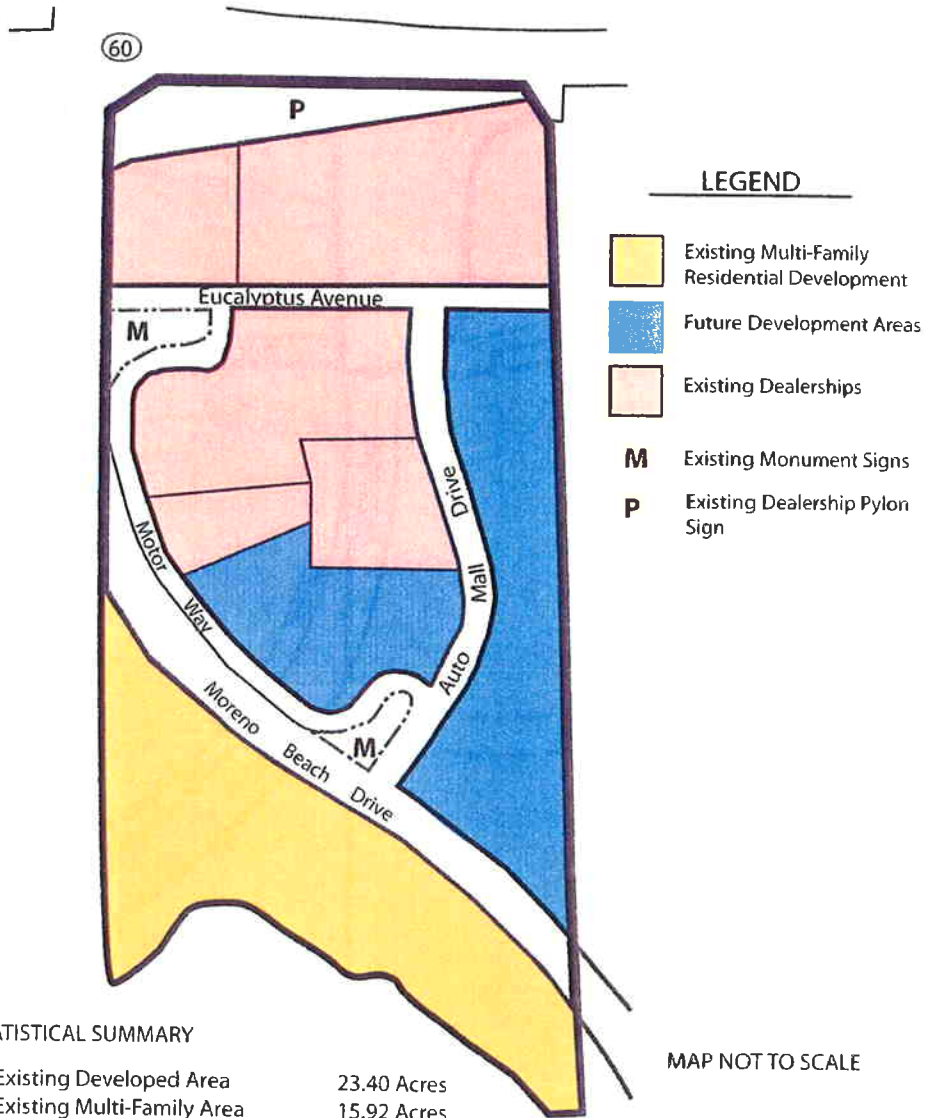 60
P
LEGEND
Existing Multi-Family
Residential Development
Future Development Areas
Existing Dealerships
M Existing Monument Signs
P Existing Dealership Pylon
Sign
Eucalyptus Avenue
M
Motor Way
Auto Mall Drive
M
Moreno Beach Drive
ATISTICAL SUMMARY
Existing Developed Area 23.40 Acres
Existing Multi-Family Area 15.92 Acres
MAP NOT TO SCALE